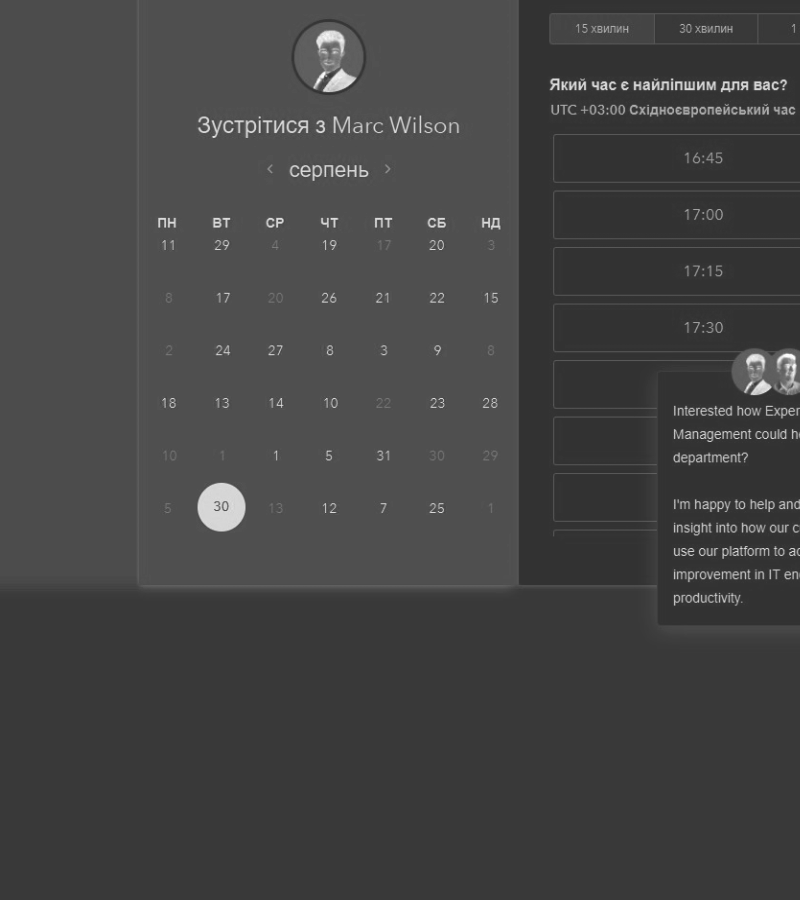 Зустрітися з Marc Wilson
серпень
ПН ВТ СР ЧТ ПТ СБ НД
11 29 4 19 17 20 3
8 17 20 26 21 22 15
2 24 27 8 3 9 8
18 13 14 10 22 23 28
10 1 1 5 31 30 29
5 30 13 12 7 25 1
15 хвилин 30 хвилин 1
Який час є найліпшим для вас?
UTC +03:00 Східноєвропейський час
16:45
17:00
17:15
17:30
Interested how Exper
Management could he
department?
I'm happy to help and
insight into how our c
use our platform to ac
improvement in IT en
productivity.